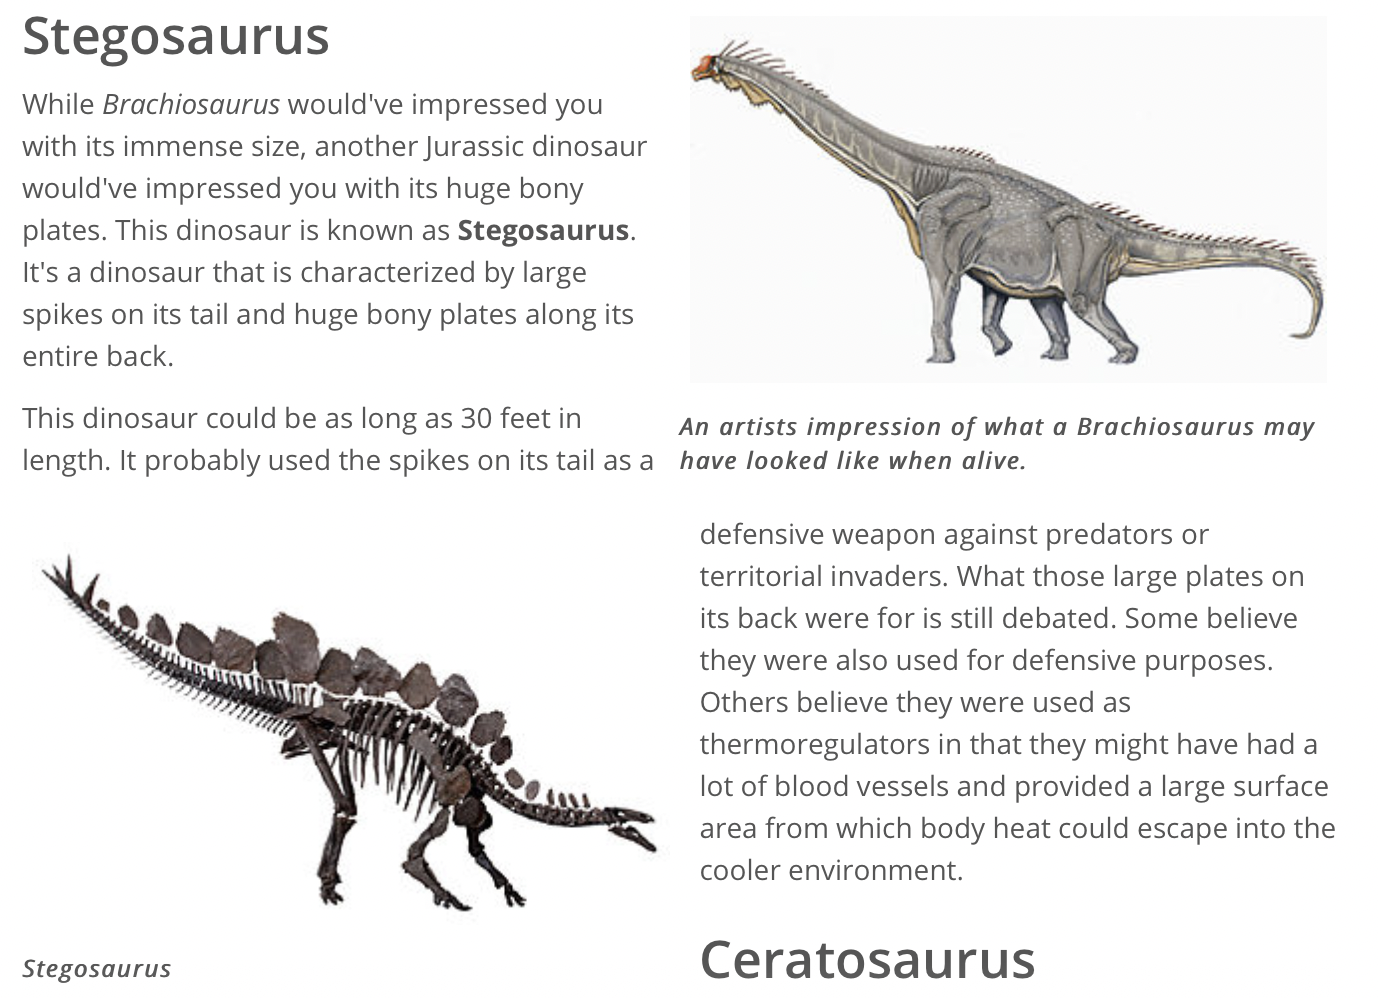 Stegosaurus
While Brachiosaurus would've impressed you
with its immense size, another Jurassic dinosaur
would've impressed you with its huge bony
plates. This dinosaur is known as Stegosaurus.
It's a dinosaur that is characterized by large
spikes on its tail and huge bony plates along its
entire back.
This dinosaur could be as long as 30 feet in
length. It probably used the spikes on its tail as a
An artists impression of what a Brachiosaurus may
have looked like when alive.
defensive weapon against predators or
territorial invaders. What those large plates on
its back were for is still debated. Some believe
they were also used for defensive purposes.
Others believe they were used as
thermoregulators in that they might have had a
lot of blood vessels and provided a large surface
area from which body heat could escape into the
cooler environment.
Stegosaurus
Ceratosaurus